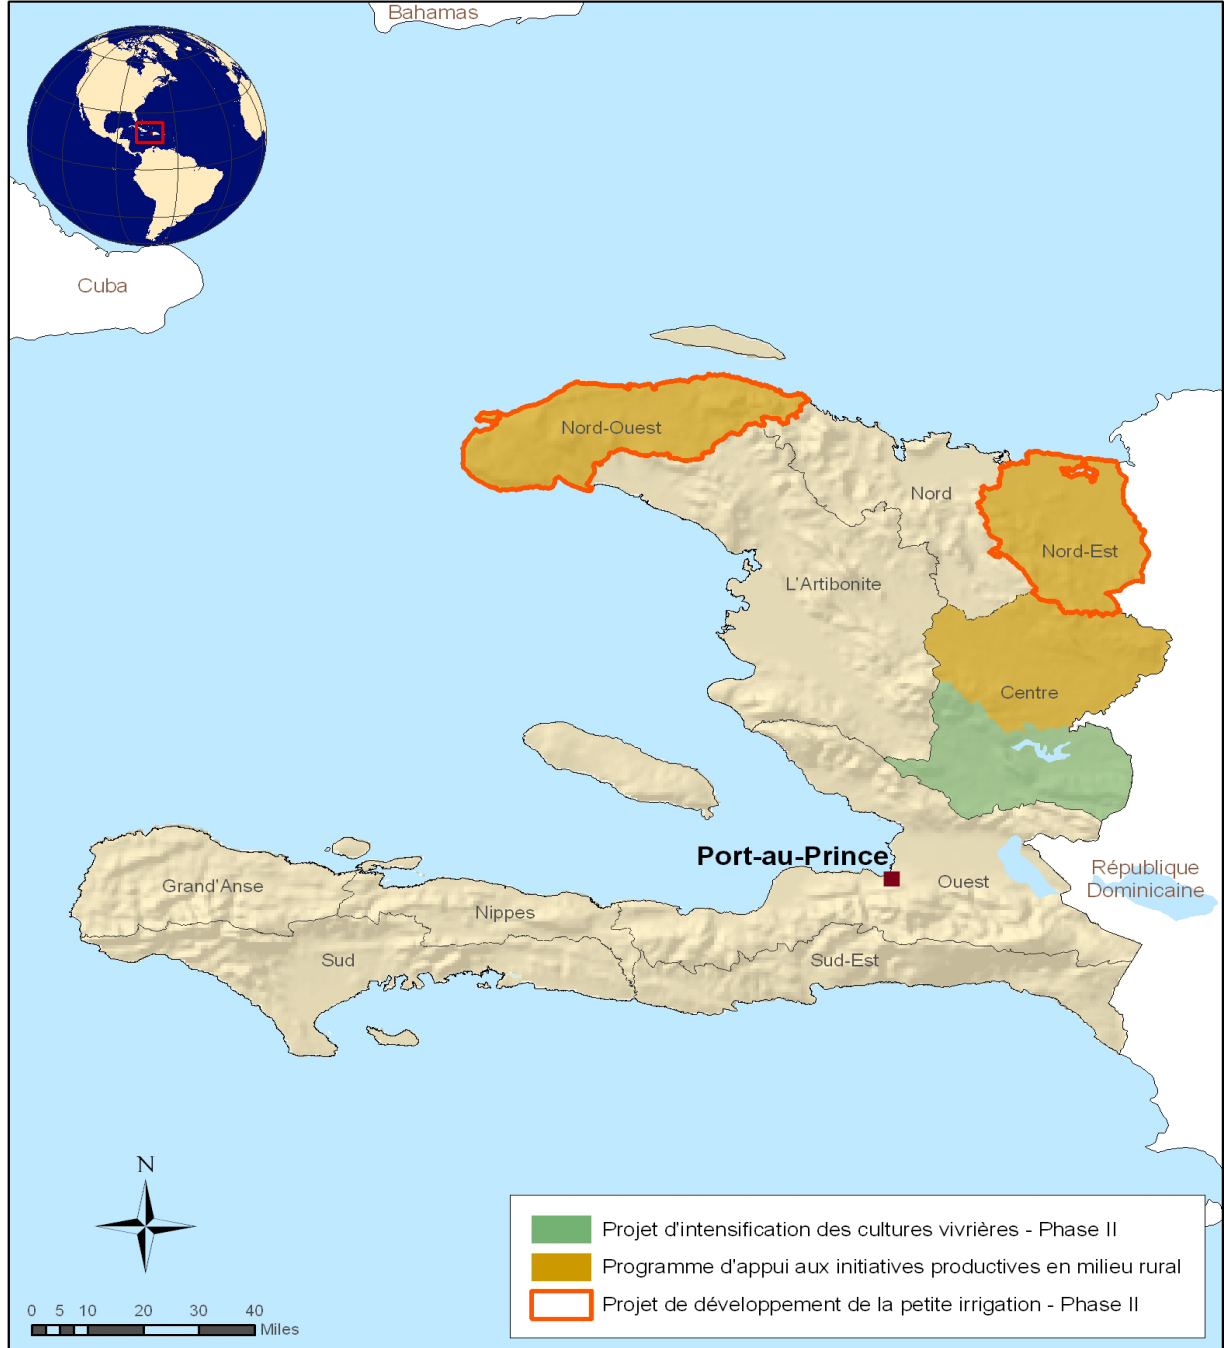 Bahamas
Cuba
Nord-Ouest
Nord
Nord-Est
L'Artibonite
Centre
Port-au-Prince
République
Dominicaine
Ouest
Grand'Anse
Nippes
Sud
Sud-Est
N
0 5 10 20 30 40
Miles
Projet d'intensification des cultures vivrières - Phase II
Programme d'appui aux initiatives productives en milieu rural
Projet de développement de la petite irrigation - Phase II